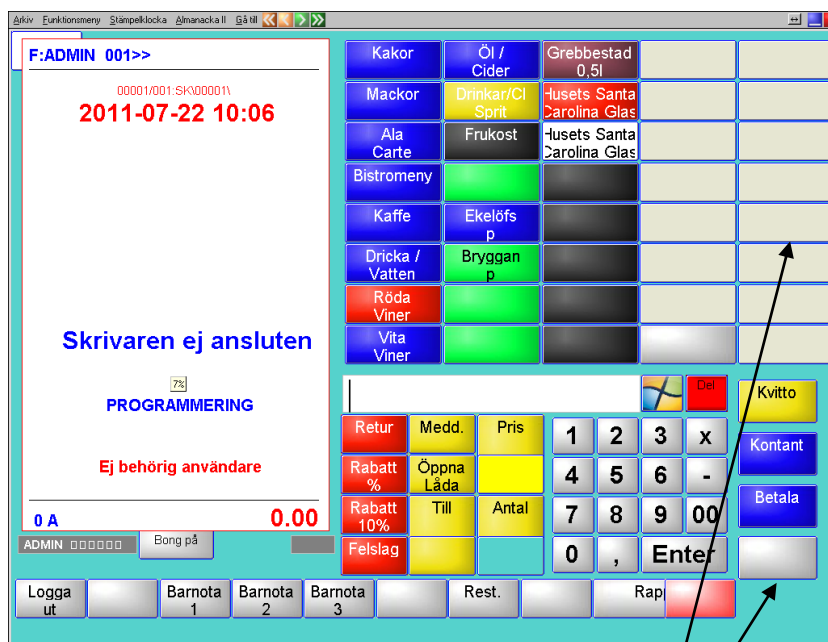 Arkiv Funktionsmeny Stämpelklocka Almanacka II Gå till
F:ADMIN 001>>
00001/001:SK\00001\
2011-07-22 10:06
Skrivaren ej ansluten
7%
PROGRAMMERING
Ej behörig användare
0 A 0.00
ADMIN
Bong på
Kakor
Öl /
Cider
Grebbestad
0,5l
Mackor
Drinkar/Cl
Sprit
Husets Santa
Carolina Glas
Ala
Carte
Frukost
Husets Santa
Carolina Glas
Bistromeny
Kaffe
Ekelöfs
p
Dricka /
Vatten
Bryggan
p
Röda
Viner
Vita
Viner
Del
Kvitto
Kontant
Betala
Retur
Medd.
Pris
Rabatt
%
Öppna
Låda
Rabatt
10%
Till
Antal
Felslag
1 2 3 X
4 5 6 -
7 8 9 00
0 , Enter
Logga
ut
Barnota
1
Barnota
2
Barnota
3
Rest.
Rap